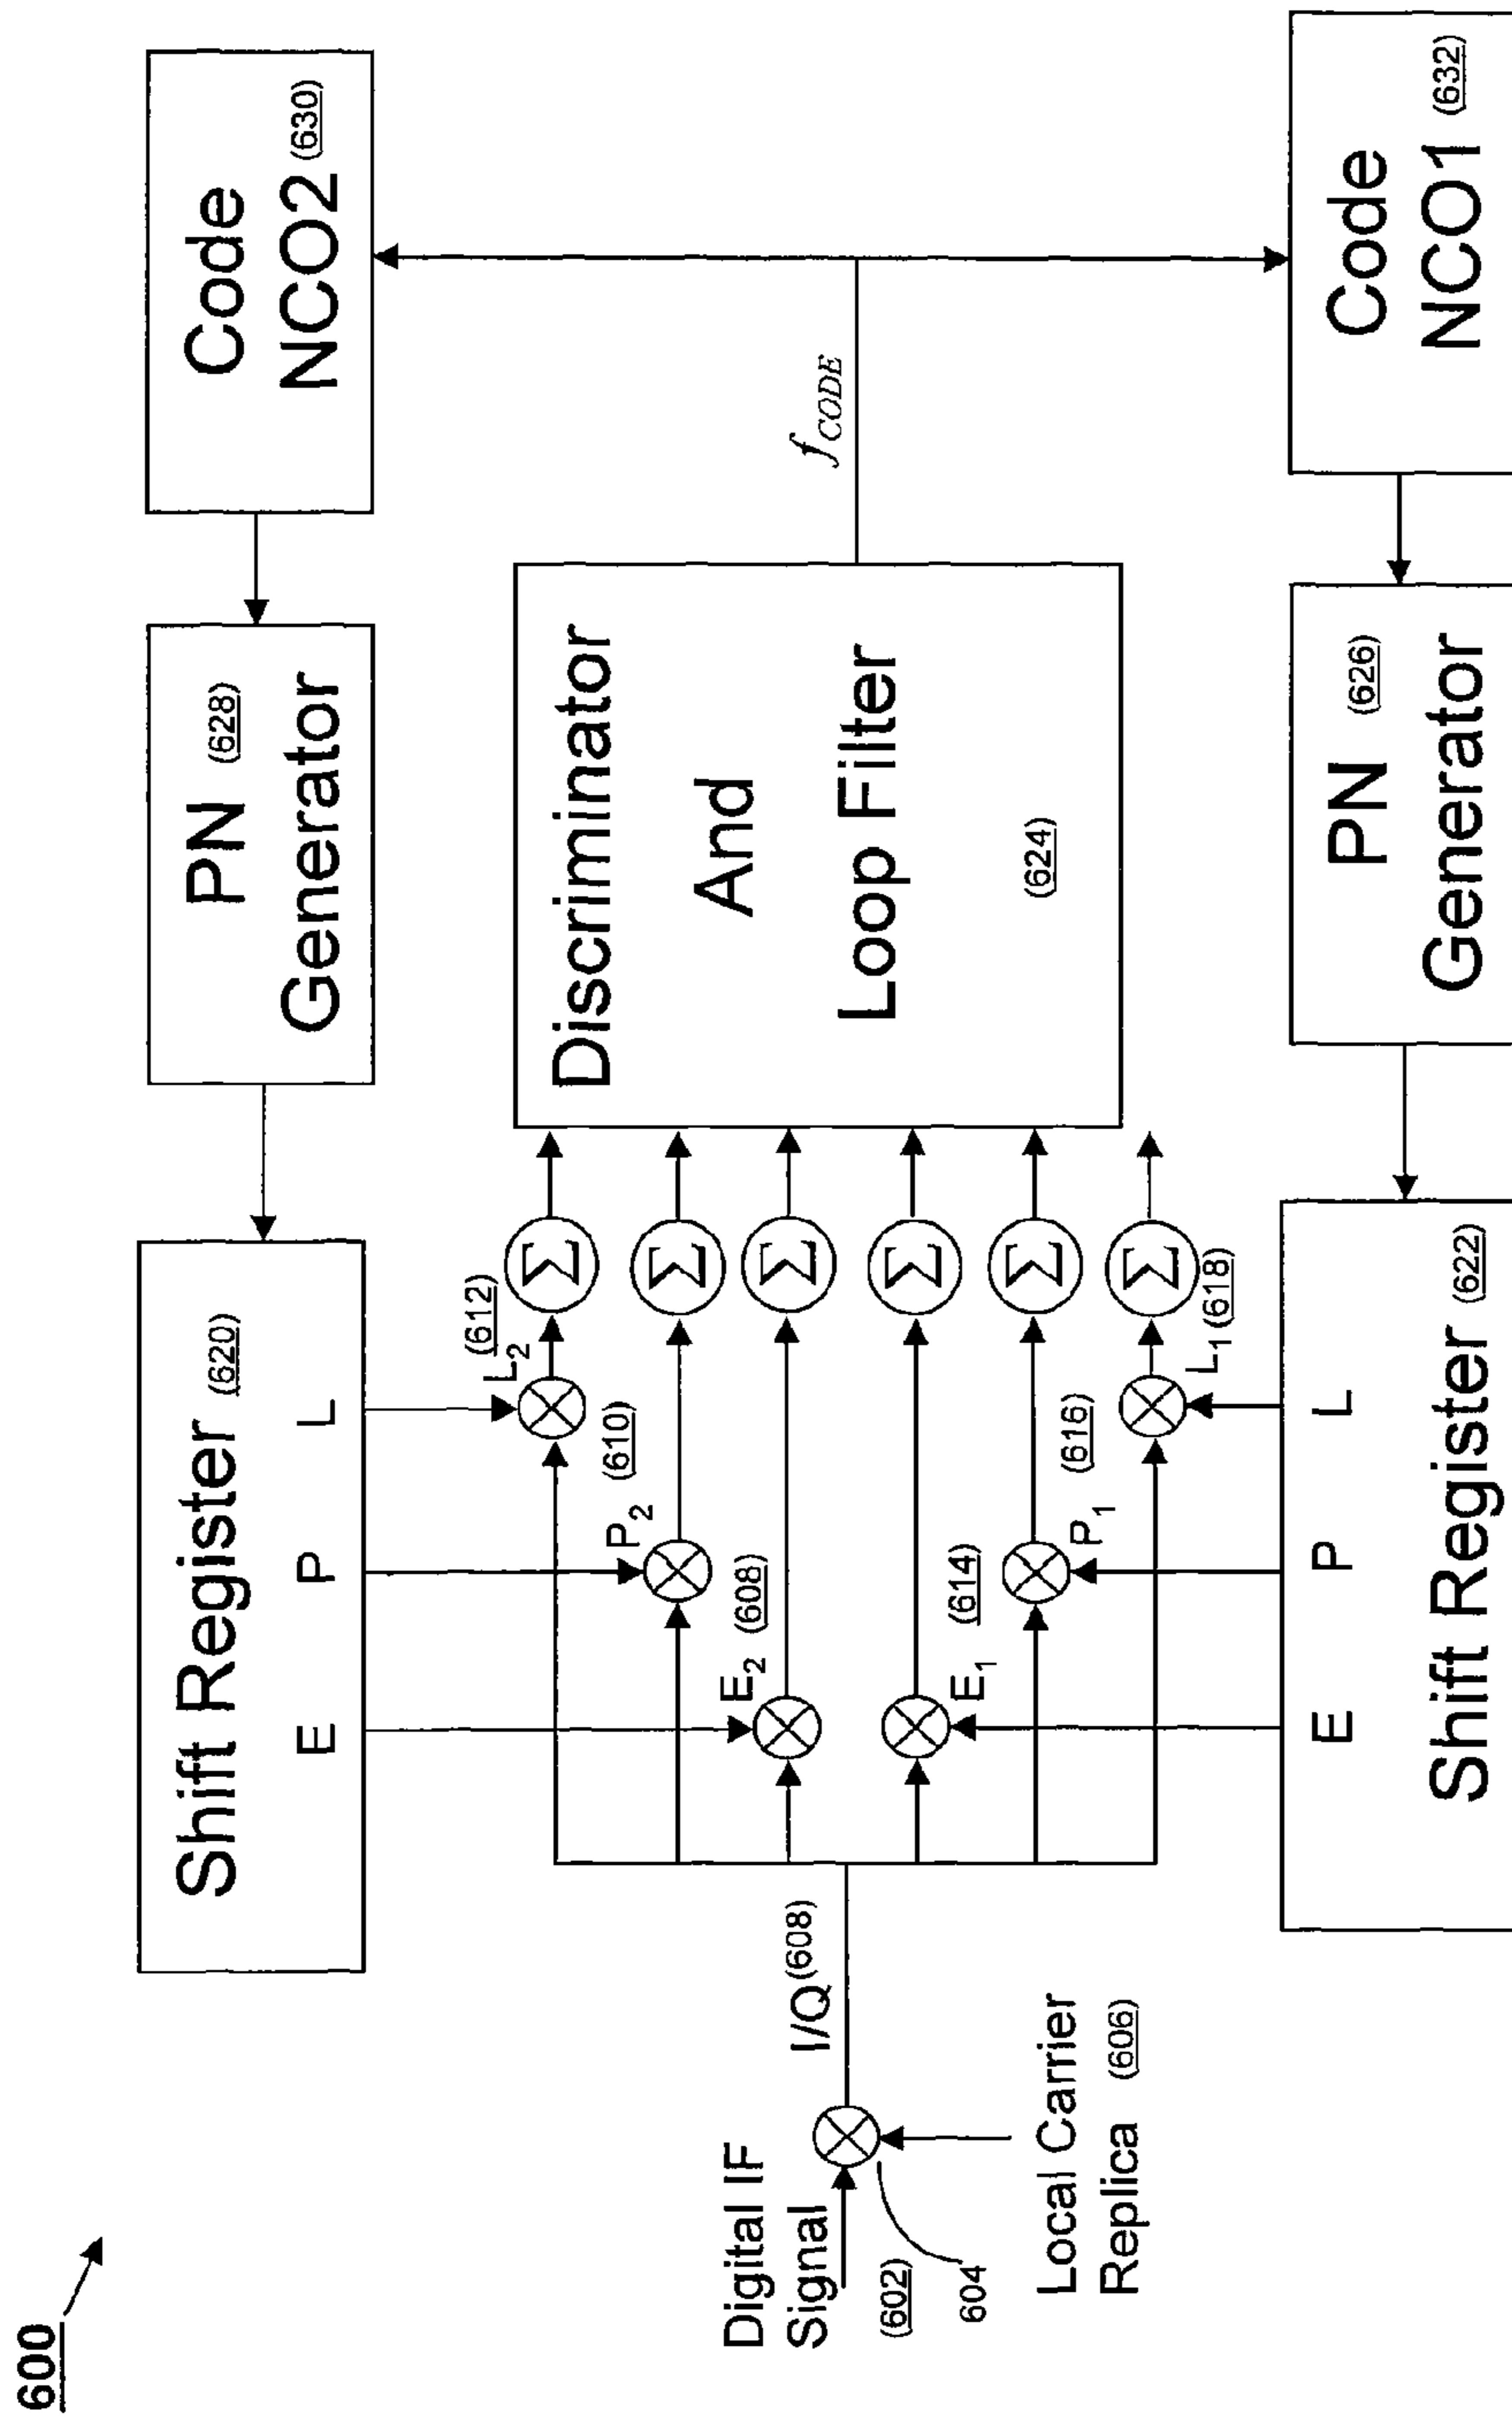 600
Shift Register (620)
E P L
PN (628)
Generator
Code
NCO2 (630)
L2 (612)
Σ
P2 (610)
Σ
E2 (608)
Σ
Digital IF
Signal
(602)
604
I/Q (608)
Local Carrier
Replica (606)
E1 (614)
Σ
P1 (616)
Σ
L1 (618)
Σ
Discriminator
And
Loop Filter
(624)
fCODE
E P L
Shift Register (622)
PN (626)
Generator
Code
NCO1 (632)